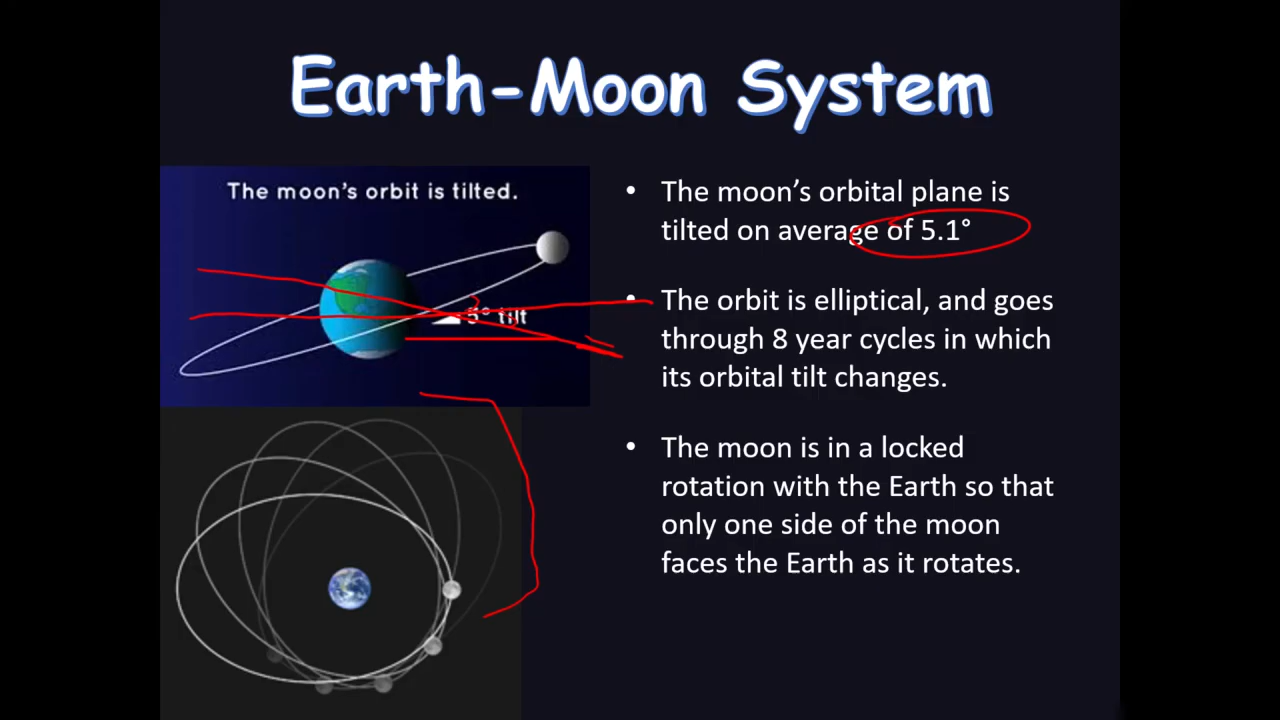 Earth-Moon System
The moon's orbit is tilted.
5° tilt
• The moon's orbital plane is
tilted on average of 5.1°
• The orbit is elliptical, and goes
through 8 year cycles in which
its orbital tilt changes.
• The moon is in a locked
rotation with the Earth so that
only one side of the moon
faces the Earth as it rotates.